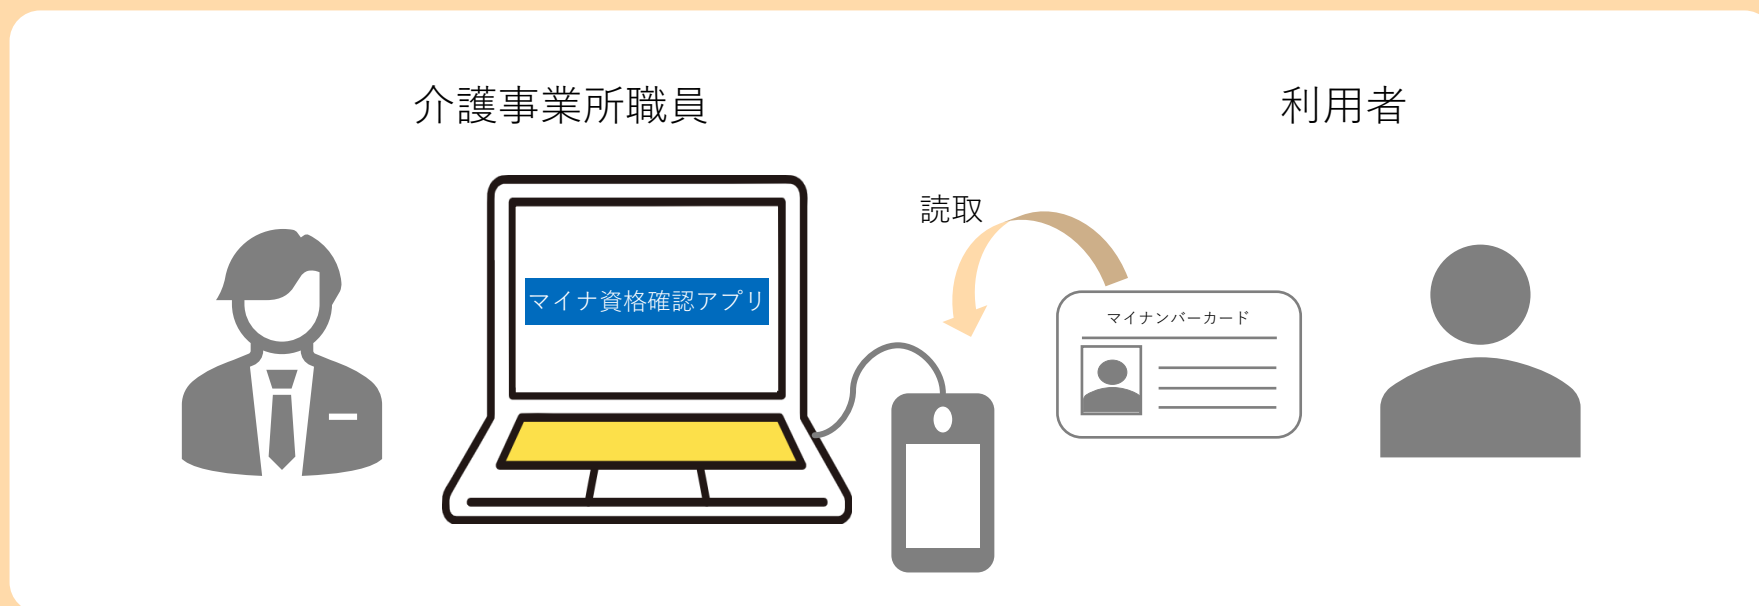 介護事業所職員
利用者
読取
マイナ資格確認アプリ
マイナンバーカード